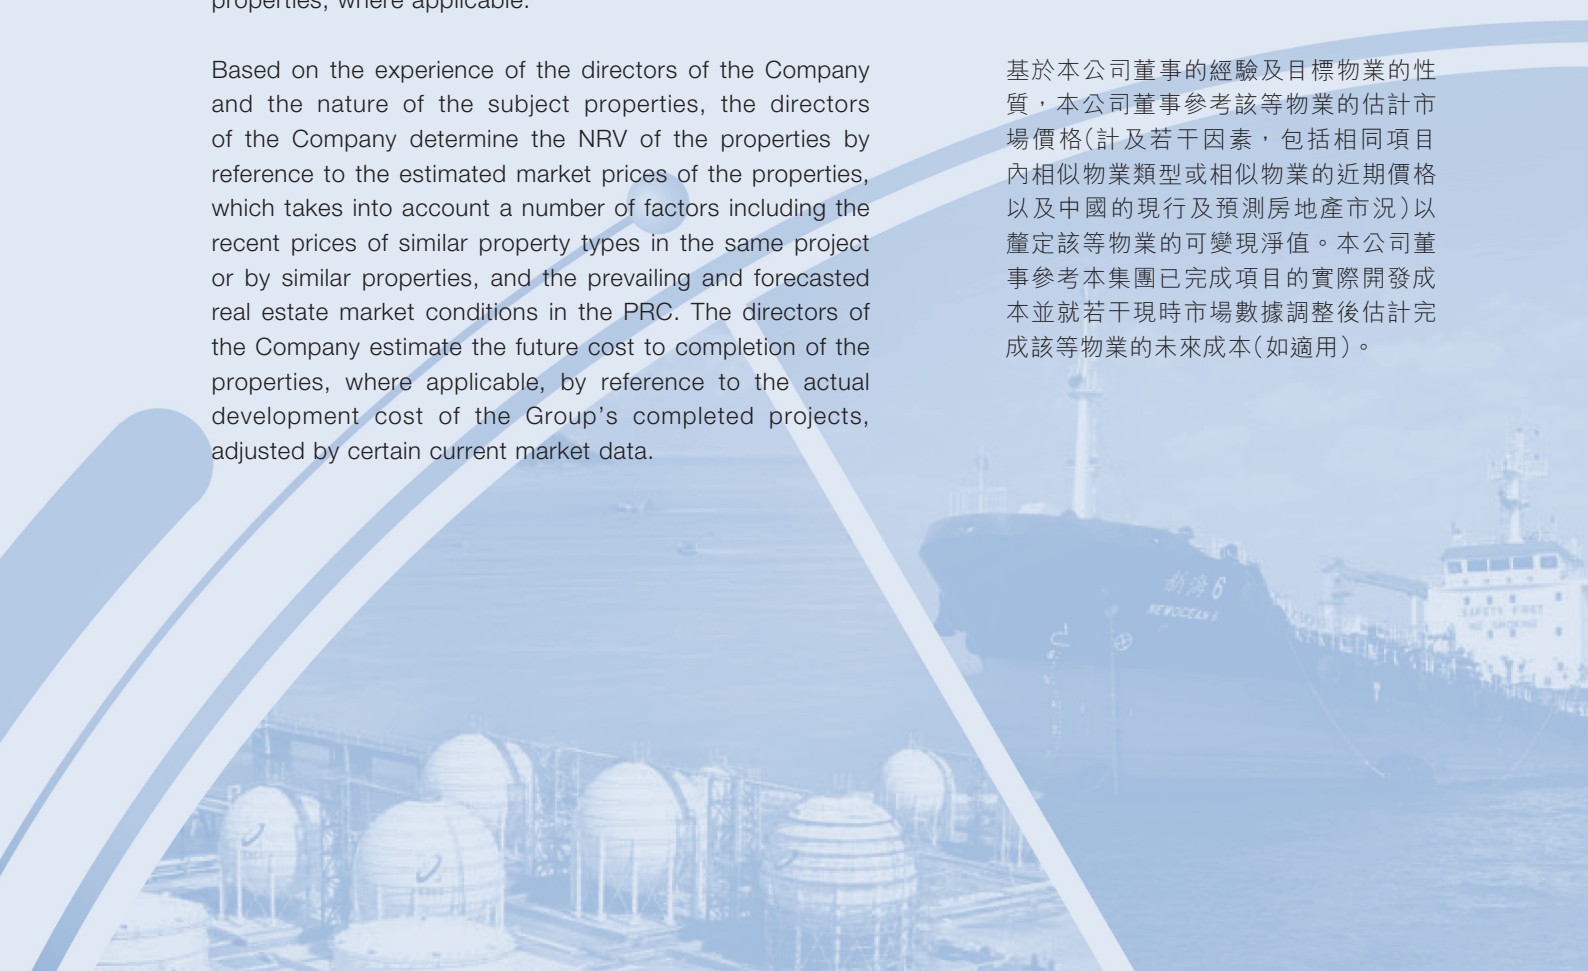 properties, where applicable.
Based on the experience of the directors of the Company
and the nature of the subject properties, the directors
of the Company determine the NRV of the properties by
reference to the estimated market prices of the properties,
which takes into account a number of factors including the
recent prices of similar property types in the same project
or by similar properties, and the prevailing and forecasted
real estate market conditions in the PRC. The directors of
the Company estimate the future cost to completion of the
properties, where applicable, by reference to the actual
development cost of the Group’s completed projects,
adjusted by certain current market data.
基於本公司董事的經驗及目標物業的性
質，本公司董事參考該等物業的估計市
場價格（計及若干因素，包括相同項目
內相似物業類型或相似物業的近期價格
以及中國的現行及預測房地產市況）以
釐定該等物業的可變現淨值。本公司董
事參考本集團已完成項目的實際開發成
本並就若干現時市場數據調整後估計完
成該等物業的未來成本（如適用）。
6
NEWOCEAN 6
SAFETY FIRST
NO SMOKING